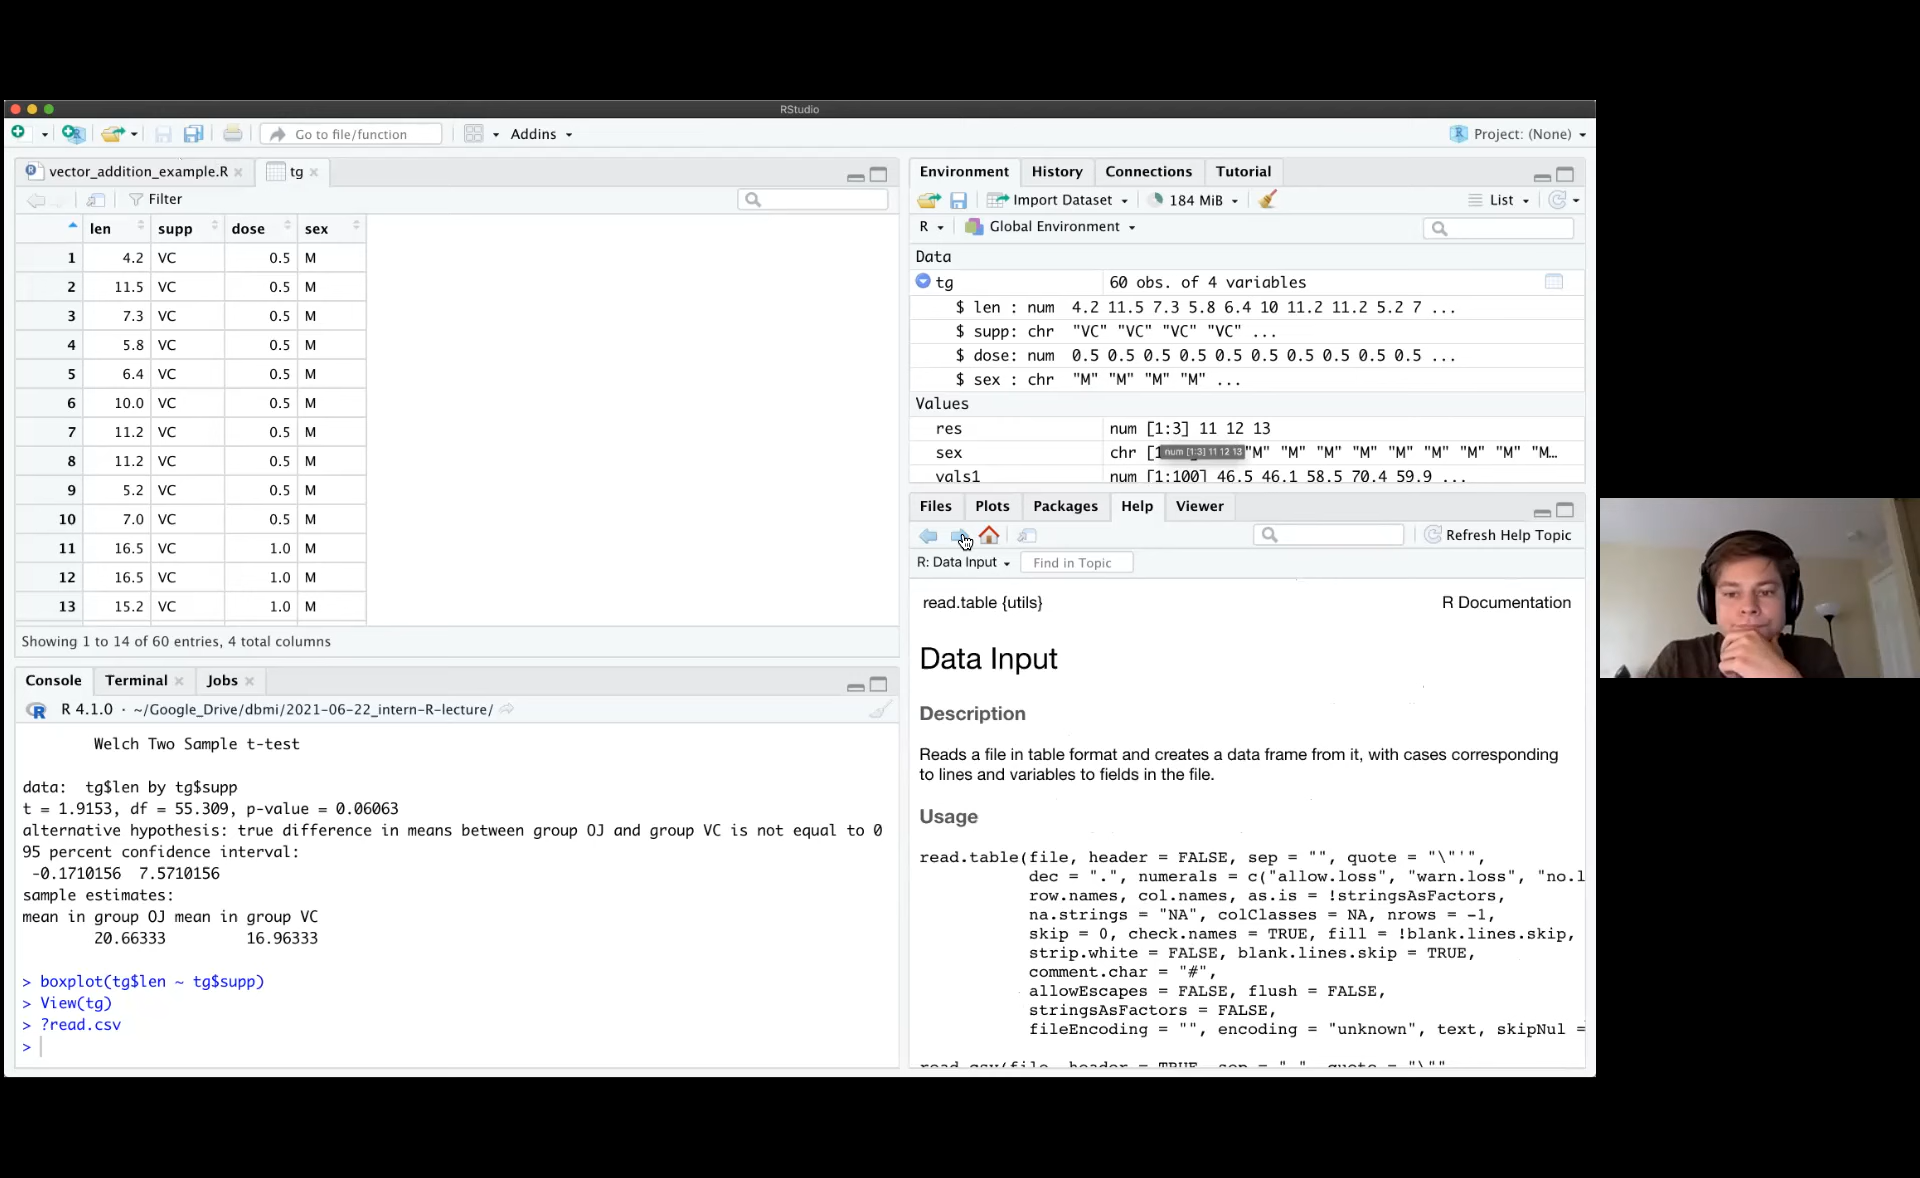 RStudio
Go to file/function
Addins
Project: (None)
vector_addition_example.R
tg
Filter
len supp dose sex
1 4.2 VC 0.5 M
2 11.5 VC 0.5 M
3 7.3 VC 0.5 M
4 5.8 VC 0.5 M
5 6.4 VC 0.5 M
6 10.0 VC 0.5 M
7 11.2 VC 0.5 M
8 11.2 VC 0.5 M
9 5.2 VC 0.5 M
10 7.0 VC 0.5 M
11 16.5 VC 1.0 M
12 16.5 VC 1.0 M
13 15.2 VC 1.0 M
Showing 1 to 14 of 60 entries, 4 total columns
Console Terminal Jobs
R 4.1.0 · ~/Google_Drive/dbmi/2021-06-22_intern-R-lecture/
Welch Two Sample t-test
data: tg$len by tg$supp
t = 1.9153, df = 55.309, p-value = 0.06063
alternative hypothesis: true difference in means between group OJ and group VC is not equal to 0
95 percent confidence interval:
-0.1710156 7.5710156
sample estimates:
mean in group OJ mean in group VC
20.66333 16.96333
> boxplot(tg$len ~ tg$supp)
> View(tg)
> ?read.csv
>
Environment History Connections Tutorial
Import Dataset 184 MiB List
R Global Environment
Data
tg 60 obs. of 4 variables
$ len : num 4.2 11.5 7.3 5.8 6.4 10 11.2 11.2 5.2 7 ...
$ supp: chr "VC" "VC" "VC" "VC" ...
$ dose: num 0.5 0.5 0.5 0.5 0.5 0.5 0.5 0.5 0.5 0.5 ...
$ sex : chr "M" "M" "M" "M" ...
Values
res num [1:3] 11 12 13
sex chr [1 num [1:3] 11 12 13 "M" "M" "M" "M" "M" "M" "M" "M" "M…
vals1 num [1:100] 46.5 46.1 58.5 70.4 59.9 ...
Files Plots Packages Help Viewer
Refresh Help Topic
R: Data Input Find in Topic
read.table {utils} R Documentation
Data Input
Description
Reads a file in table format and creates a data frame from it, with cases corresponding
to lines and variables to fields in the file.
Usage
read.table(file, header = FALSE, sep = "", quote = "\"'",
dec = ".", numerals = c("allow.loss", "warn.loss", "no.l
row.names, col.names, as.is = !stringsAsFactors,
na.strings = "NA", colClasses = NA, nrows = -1,
skip = 0, check.names = TRUE, fill = !blank.lines.skip,
strip.white = FALSE, blank.lines.skip = TRUE,
comment.char = "#",
allowEscapes = FALSE, flush = FALSE,
stringsAsFactors = FALSE,
fileEncoding = "", encoding = "unknown", text, skipNul =
read.csv(file, header = TRUE, sep = ",", quote = "\"",